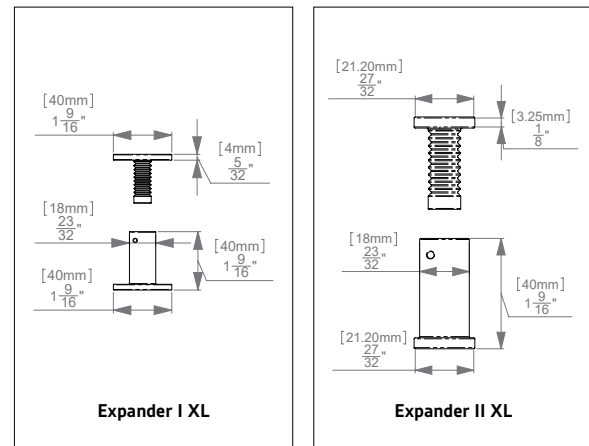 [40mm]
1 9/16"
[4mm]
5/32"
[18mm]
23/32"
[40mm]
1 9/16"
[40mm]
1 9/16"
Expander I XL
[21.20mm]
27/32"
[3.25mm]
1/8"
[18mm]
23/32"
[40mm]
1 9/16"
[21.20mm]
27/32"
Expander II XL